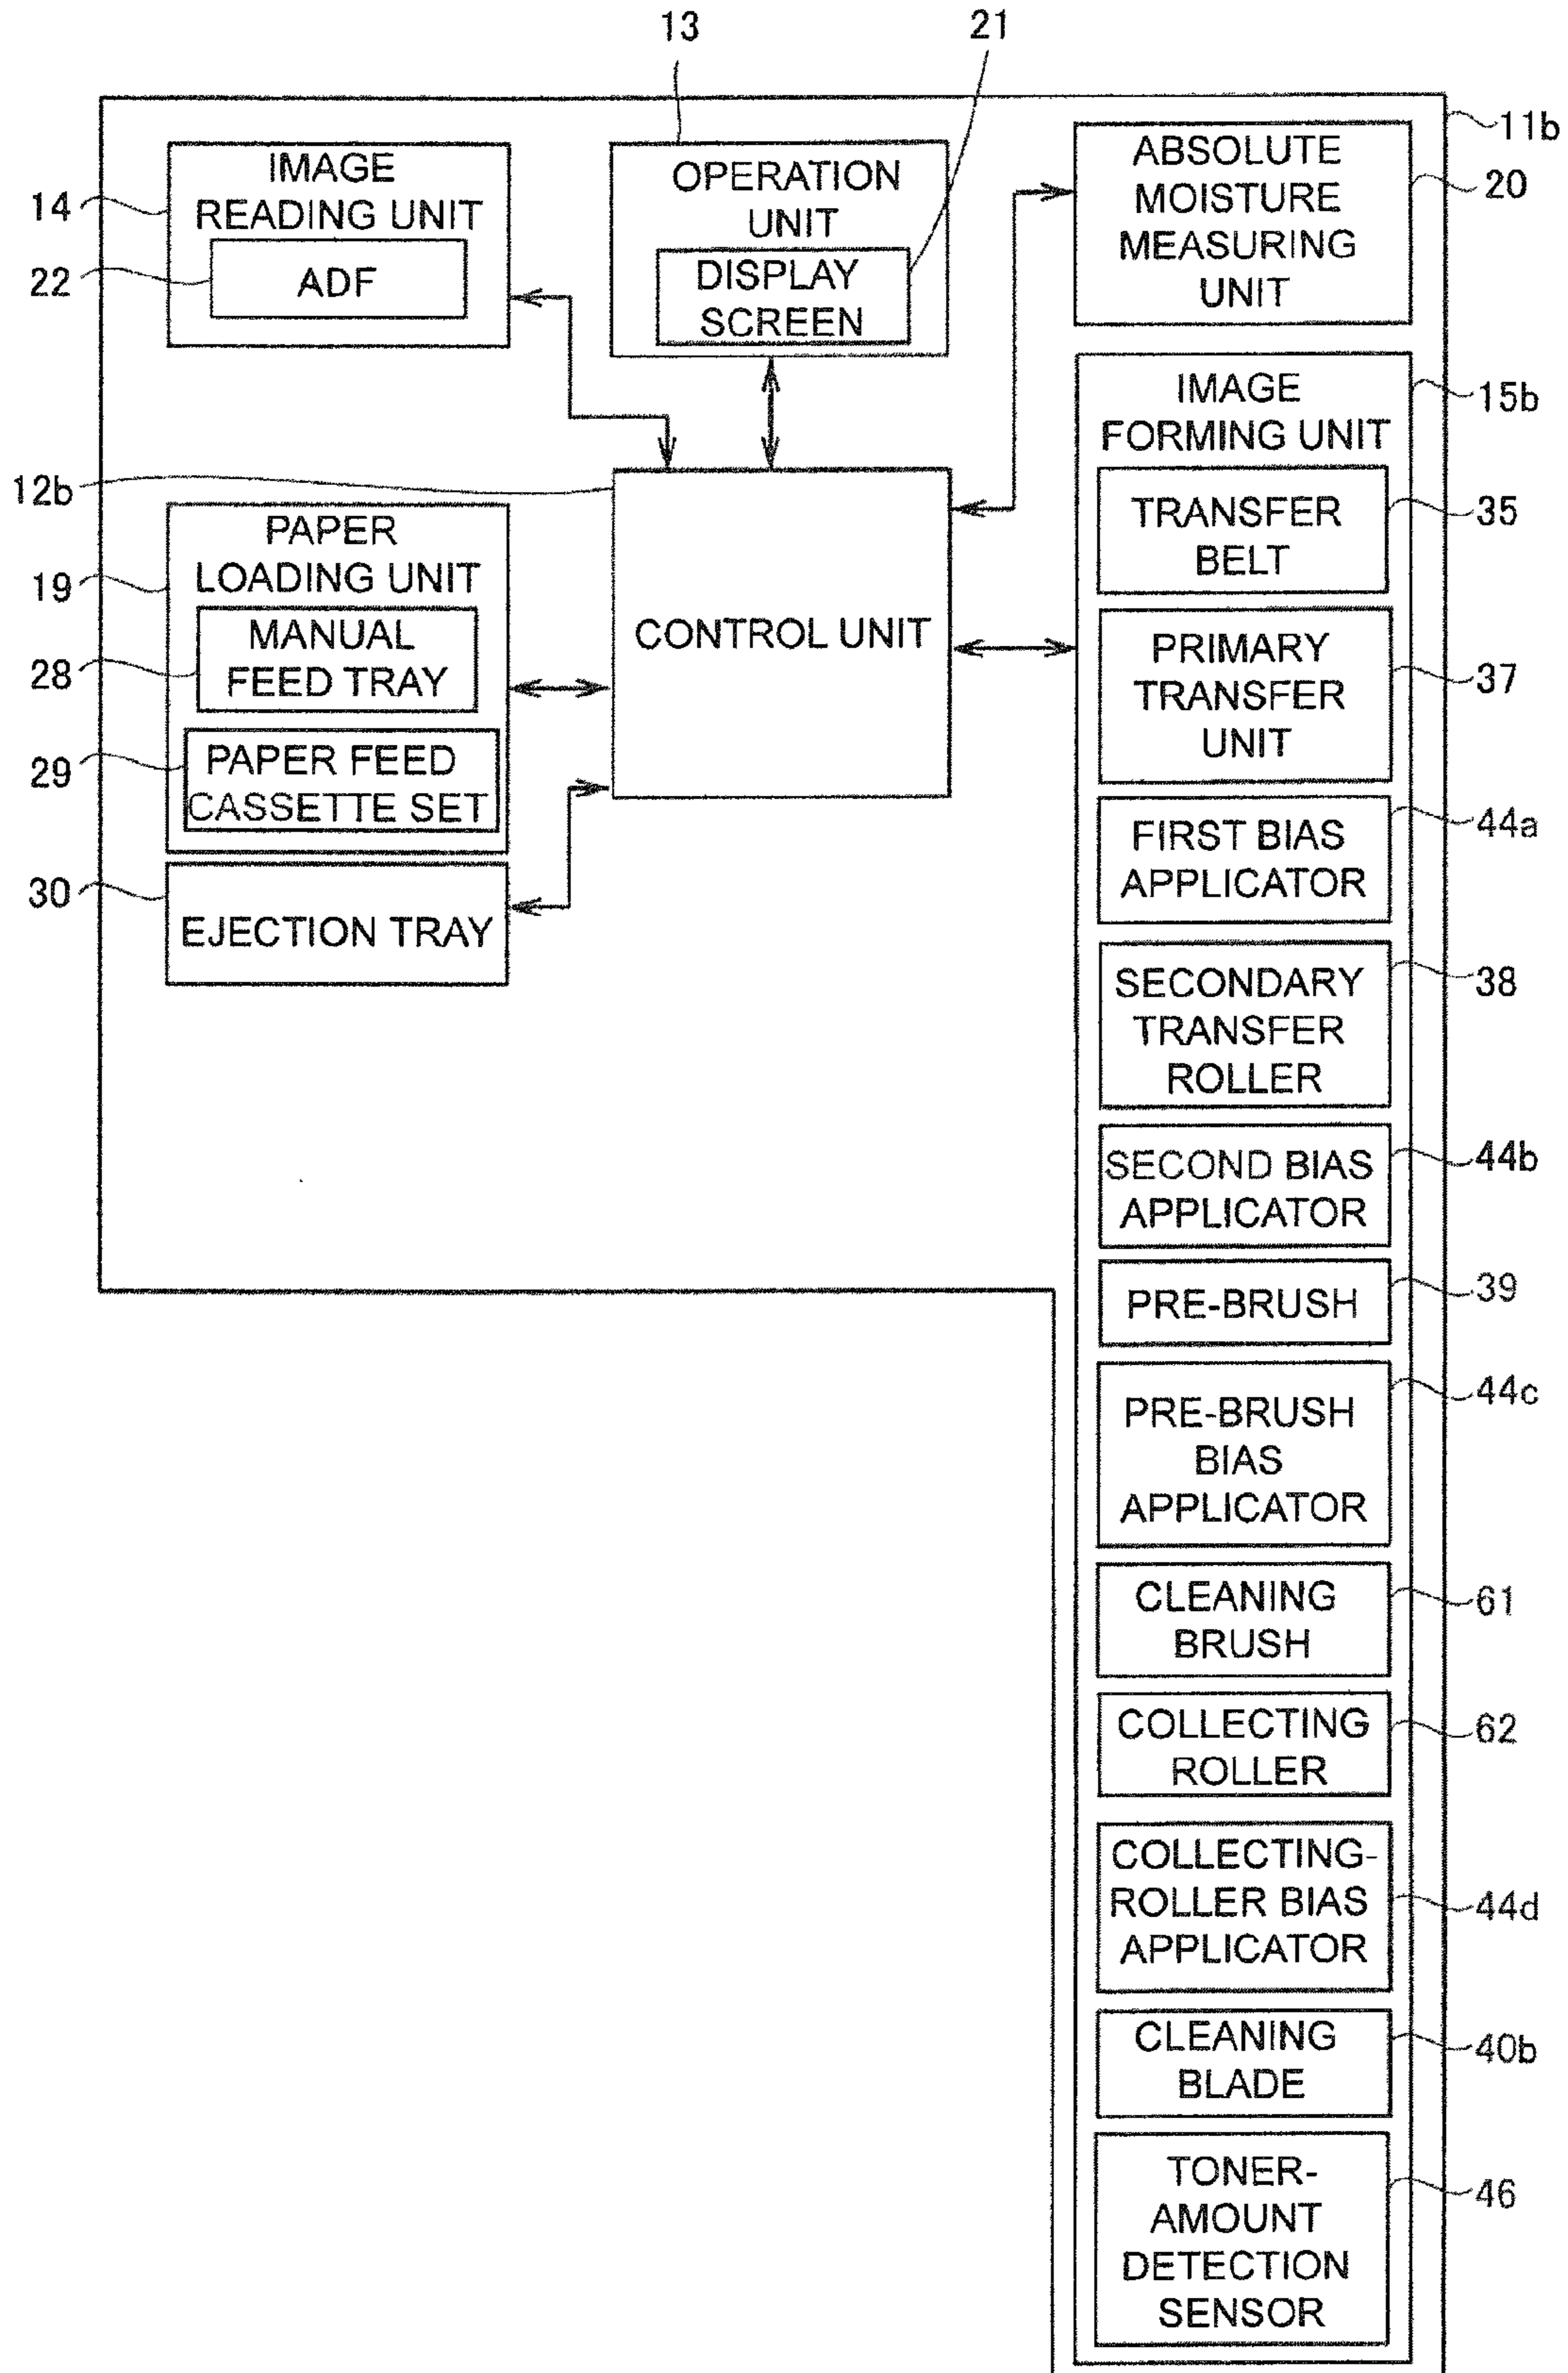 13
21
11b
IMAGE
READING UNIT
14
ADF
22
OPERATION
UNIT
DISPLAY
SCREEN
ABSOLUTE
MOISTURE
MEASURING
UNIT
20
IMAGE
FORMING UNIT
15b
12b
CONTROL UNIT
PAPER
LOADING UNIT
19
MANUAL
FEED TRAY
28
PAPER FEED
CASSETTE SET
29
30
EJECTION TRAY
TRANSFER
BELT
35
PRIMARY
TRANSFER
UNIT
37
FIRST BIAS
APPLICATOR
44a
SECONDARY
TRANSFER
ROLLER
38
SECOND BIAS
APPLICATOR
44b
PRE-BRUSH
39
PRE-BRUSH
BIAS
APPLICATOR
44c
CLEANING
BRUSH
61
COLLECTING
ROLLER
62
COLLECTING-
ROLLER BIAS
APPLICATOR
44d
CLEANING
BLADE
40b
TONER-
AMOUNT
DETECTION
SENSOR
46